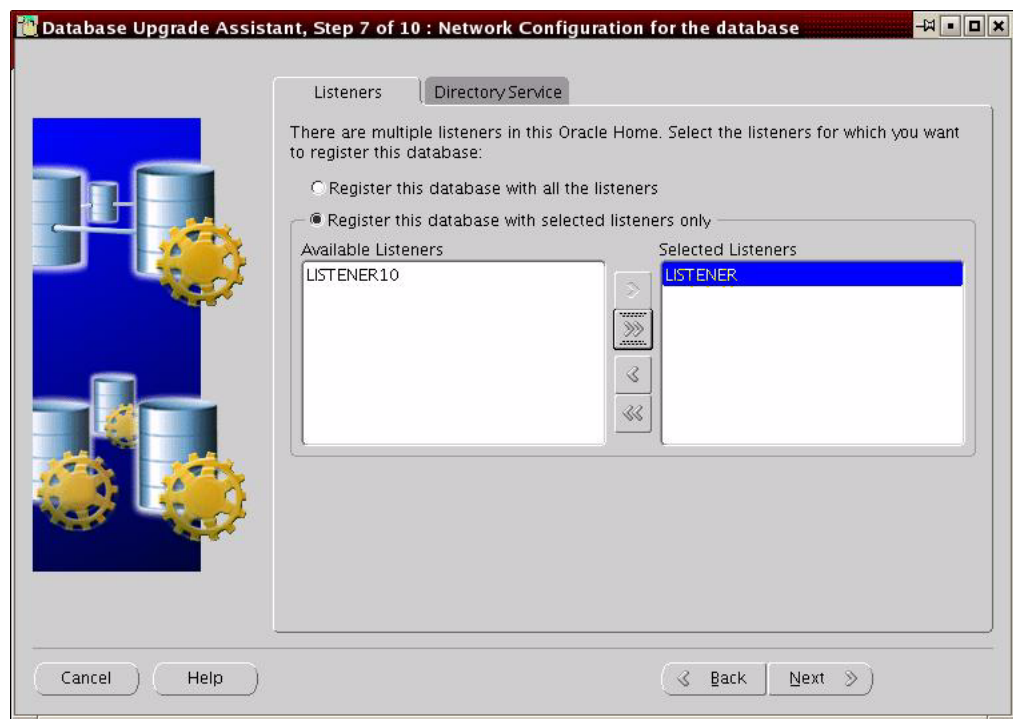 Database Upgrade Assistant, Step 7 of 10 : Network Configuration for the database
Listeners
Directory Service
There are multiple listeners in this Oracle Home. Select the listeners for which you want
to register this database:
Register this database with all the listeners
Register this database with selected listeners only
Available Listeners
Selected Listeners
LISTENER10
LISTENER
Cancel
Help
Back
Next